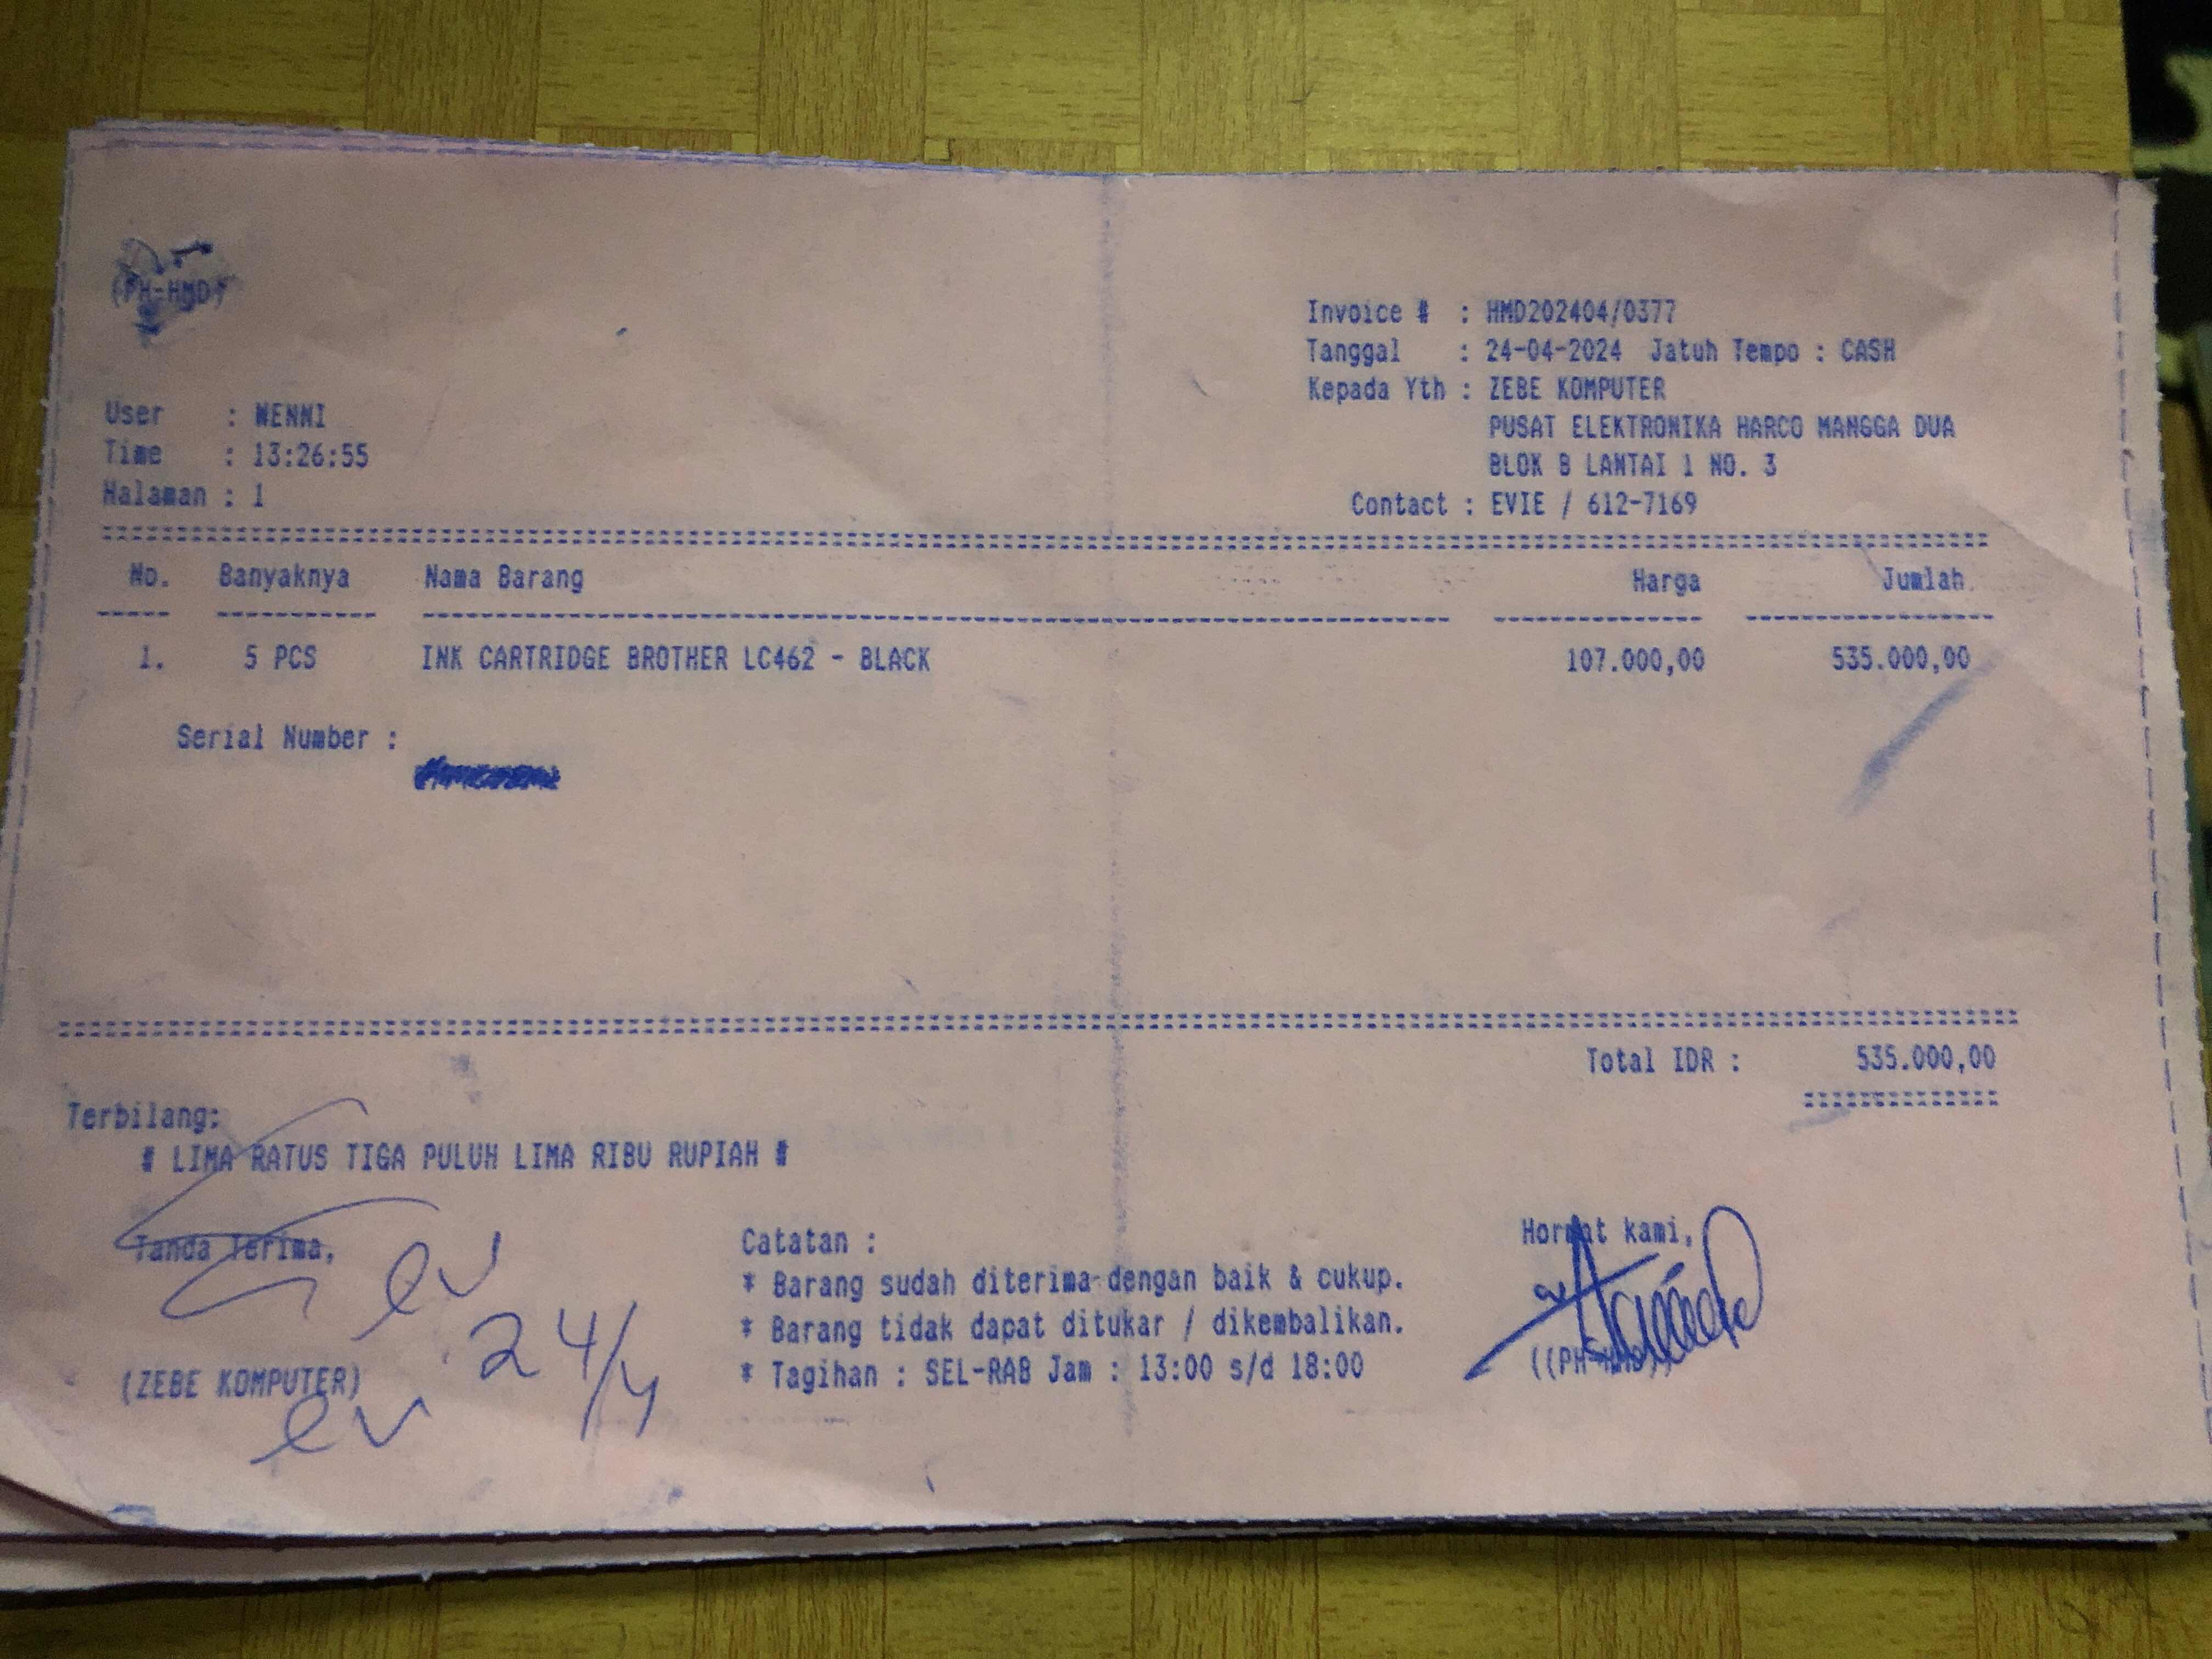 (PH-HMD)
Invoice # : HMD202404/0377
Tanggal : 24-04-2024 Jatuh Tempo : CASH
Kepada Yth : ZEBE KOMPUTER
PUSAT ELEKTRONIKA HARCO MANGGA DUA
BLOK B LANTAI 1 NO. 3
Contact : EVIE / 612-7169
User : WENNI
Time : 13:26:55
Halaman : 1
No. Banyaknya Nama Barang Harga Jumlah
1. 5 PCS INK CARTRIDGE BROTHER LC462 - BLACK 107.000,00 535.000,00
Serial Number :
Total IDR : 535.000,00
Terbilang:
# LIMA RATUS TIGA PULUH LIMA RIBU RUPIAH #
Tanda Terima,
ev
24/4
(ZEBE KOMPUTER)
ev
Catatan :
* Barang sudah diterima dengan baik & cukup.
* Barang tidak dapat ditukar / dikembalikan.
* Tagihan : SEL-RAB Jam : 13:00 s/d 18:00
Hormat kami,
((PH-HMD))